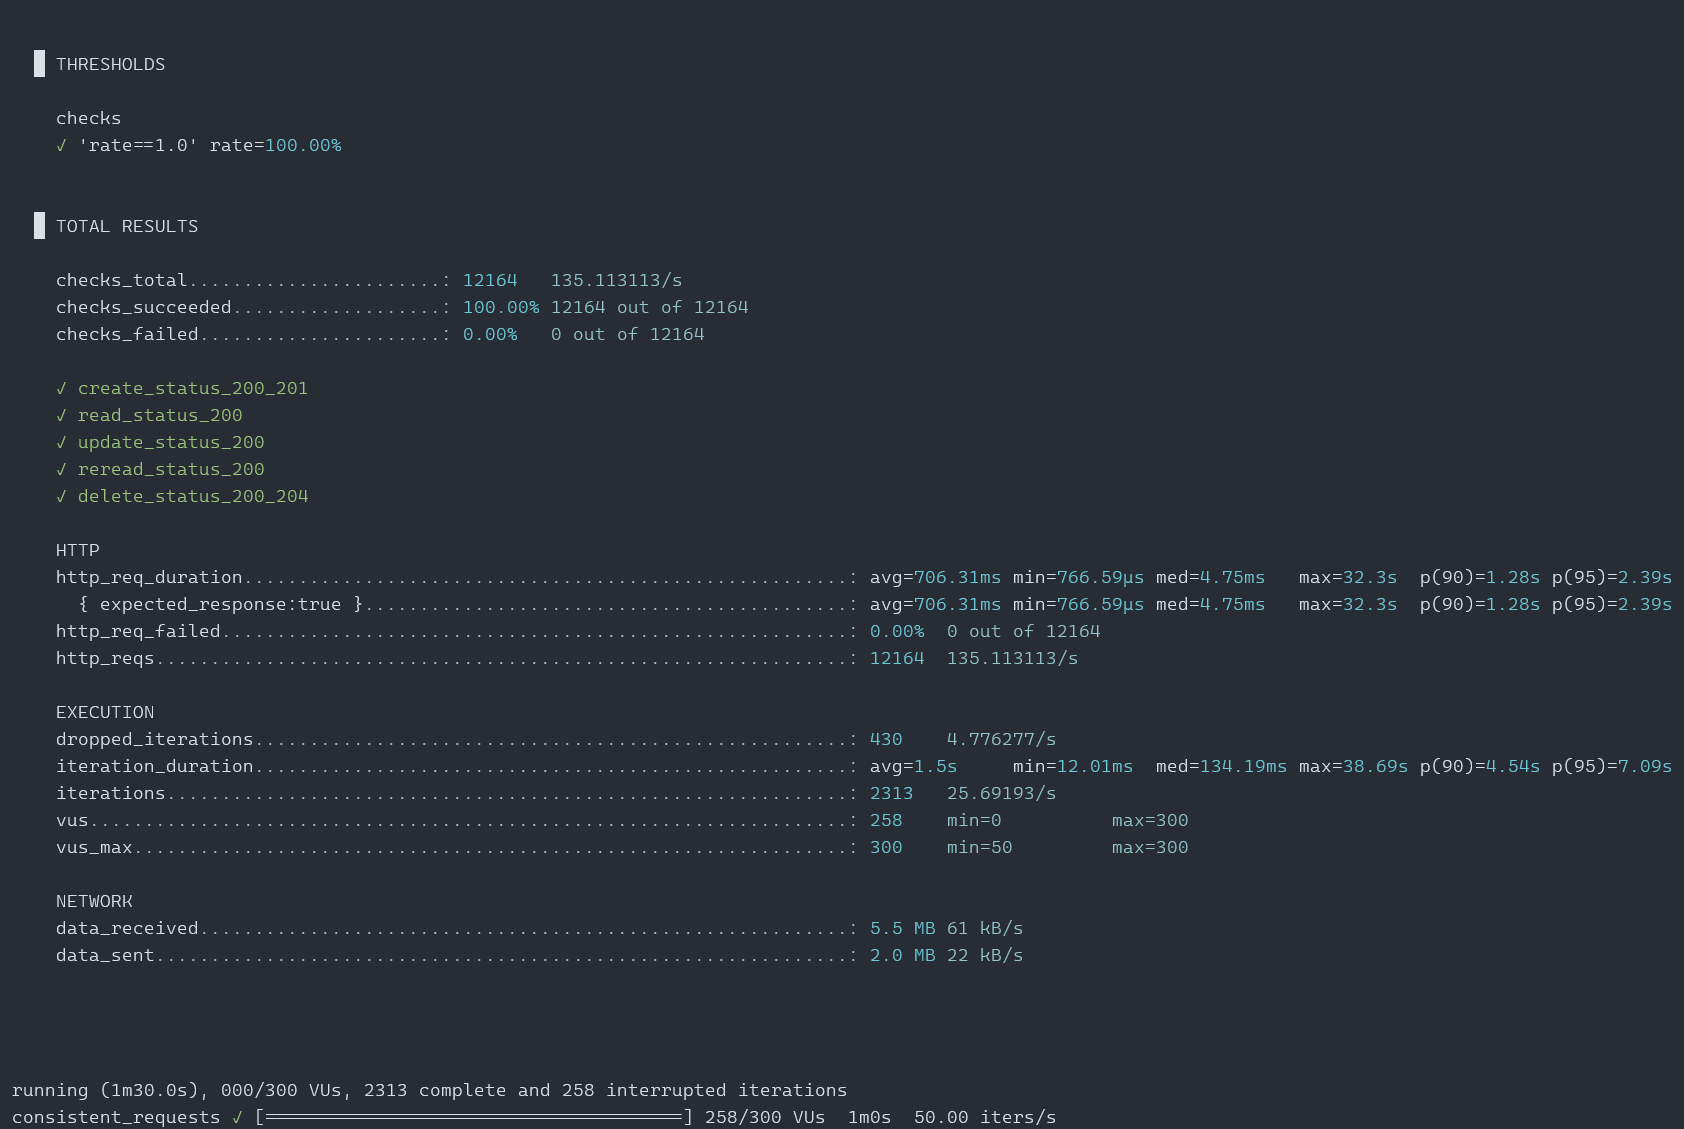 █ THRESHOLDS
checks
✓ 'rate==1.0' rate=100.00%
█ TOTAL RESULTS
checks_total.......................: 12164   135.113113/s
checks_succeeded...................: 100.00% 12164 out of 12164
checks_failed......................: 0.00%   0 out of 12164
✓ create_status_200_201
✓ read_status_200
✓ update_status_200
✓ reread_status_200
✓ delete_status_200_204
HTTP
http_req_duration.......................................................: avg=706.31ms min=766.59µs med=4.75ms   max=32.3s  p(90)=1.28s p(95)=2.39s
{ expected_response:true }............................................: avg=706.31ms min=766.59µs med=4.75ms   max=32.3s  p(90)=1.28s p(95)=2.39s
http_req_failed.........................................................: 0.00%  0 out of 12164
http_reqs...............................................................: 12164  135.113113/s
EXECUTION
dropped_iterations......................................................: 430    4.776277/s
iteration_duration......................................................: avg=1.5s     min=12.01ms  med=134.19ms max=38.69s p(90)=4.54s p(95)=7.09s
iterations..............................................................: 2313   25.69193/s
vus.....................................................................: 258    min=0          max=300
vus_max.................................................................: 300    min=50         max=300
NETWORK
data_received...........................................................: 5.5 MB 61 kB/s
data_sent...............................................................: 2.0 MB 22 kB/s
running (1m30.0s), 000/300 VUs, 2313 complete and 258 interrupted iterations
consistent_requests ✓ [======================================] 258/300 VUs  1m0s  50.00 iters/s